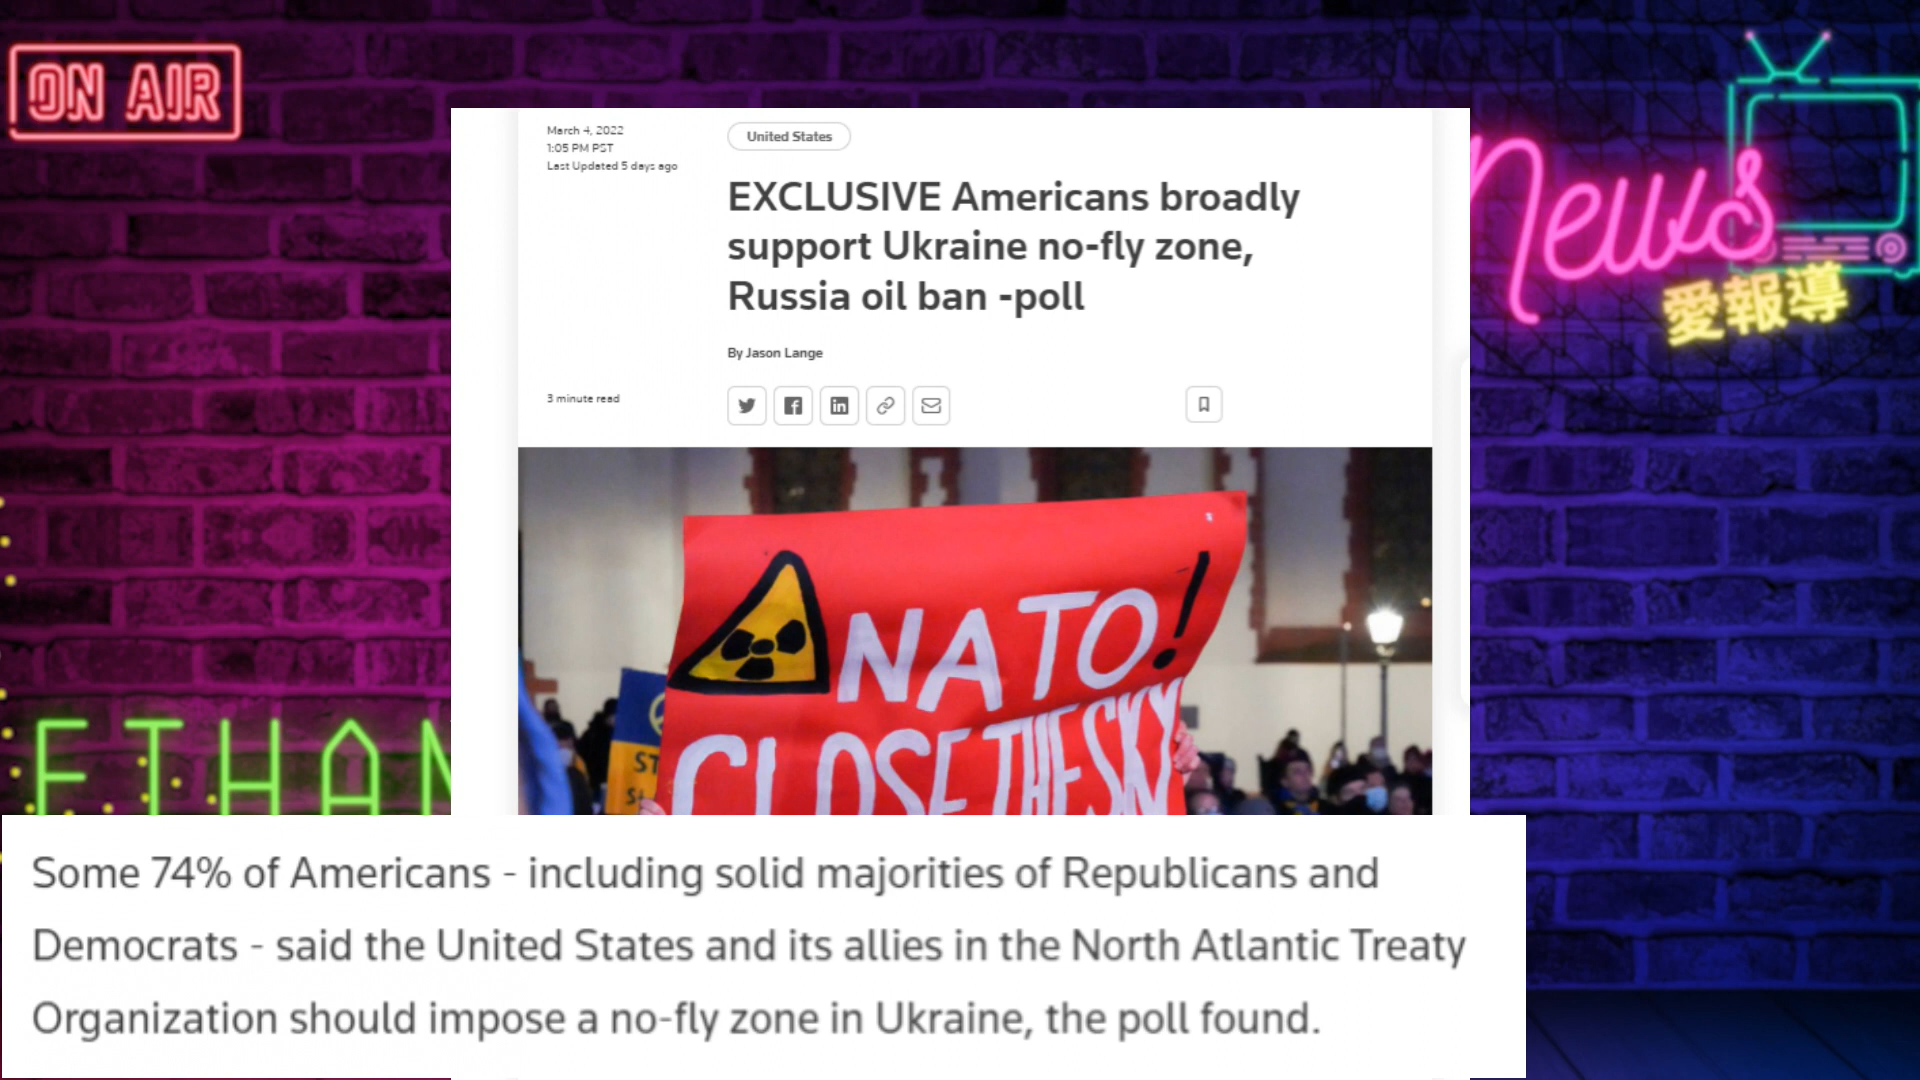 ON AIR
March 4, 2022
1:05 PM PST
Last Updated 5 days ago
United States
EXCLUSIVE Americans broadly
support Ukraine no-fly zone,
Russia oil ban -poll
By Jason Lange
3 minute read
News
愛報導
NATO!
CLOSE THE SKY
ST
ETHAN
Some 74% of Americans - including solid majorities of Republicans and
Democrats - said the United States and its allies in the North Atlantic Treaty
Organization should impose a no-fly zone in Ukraine, the poll found.